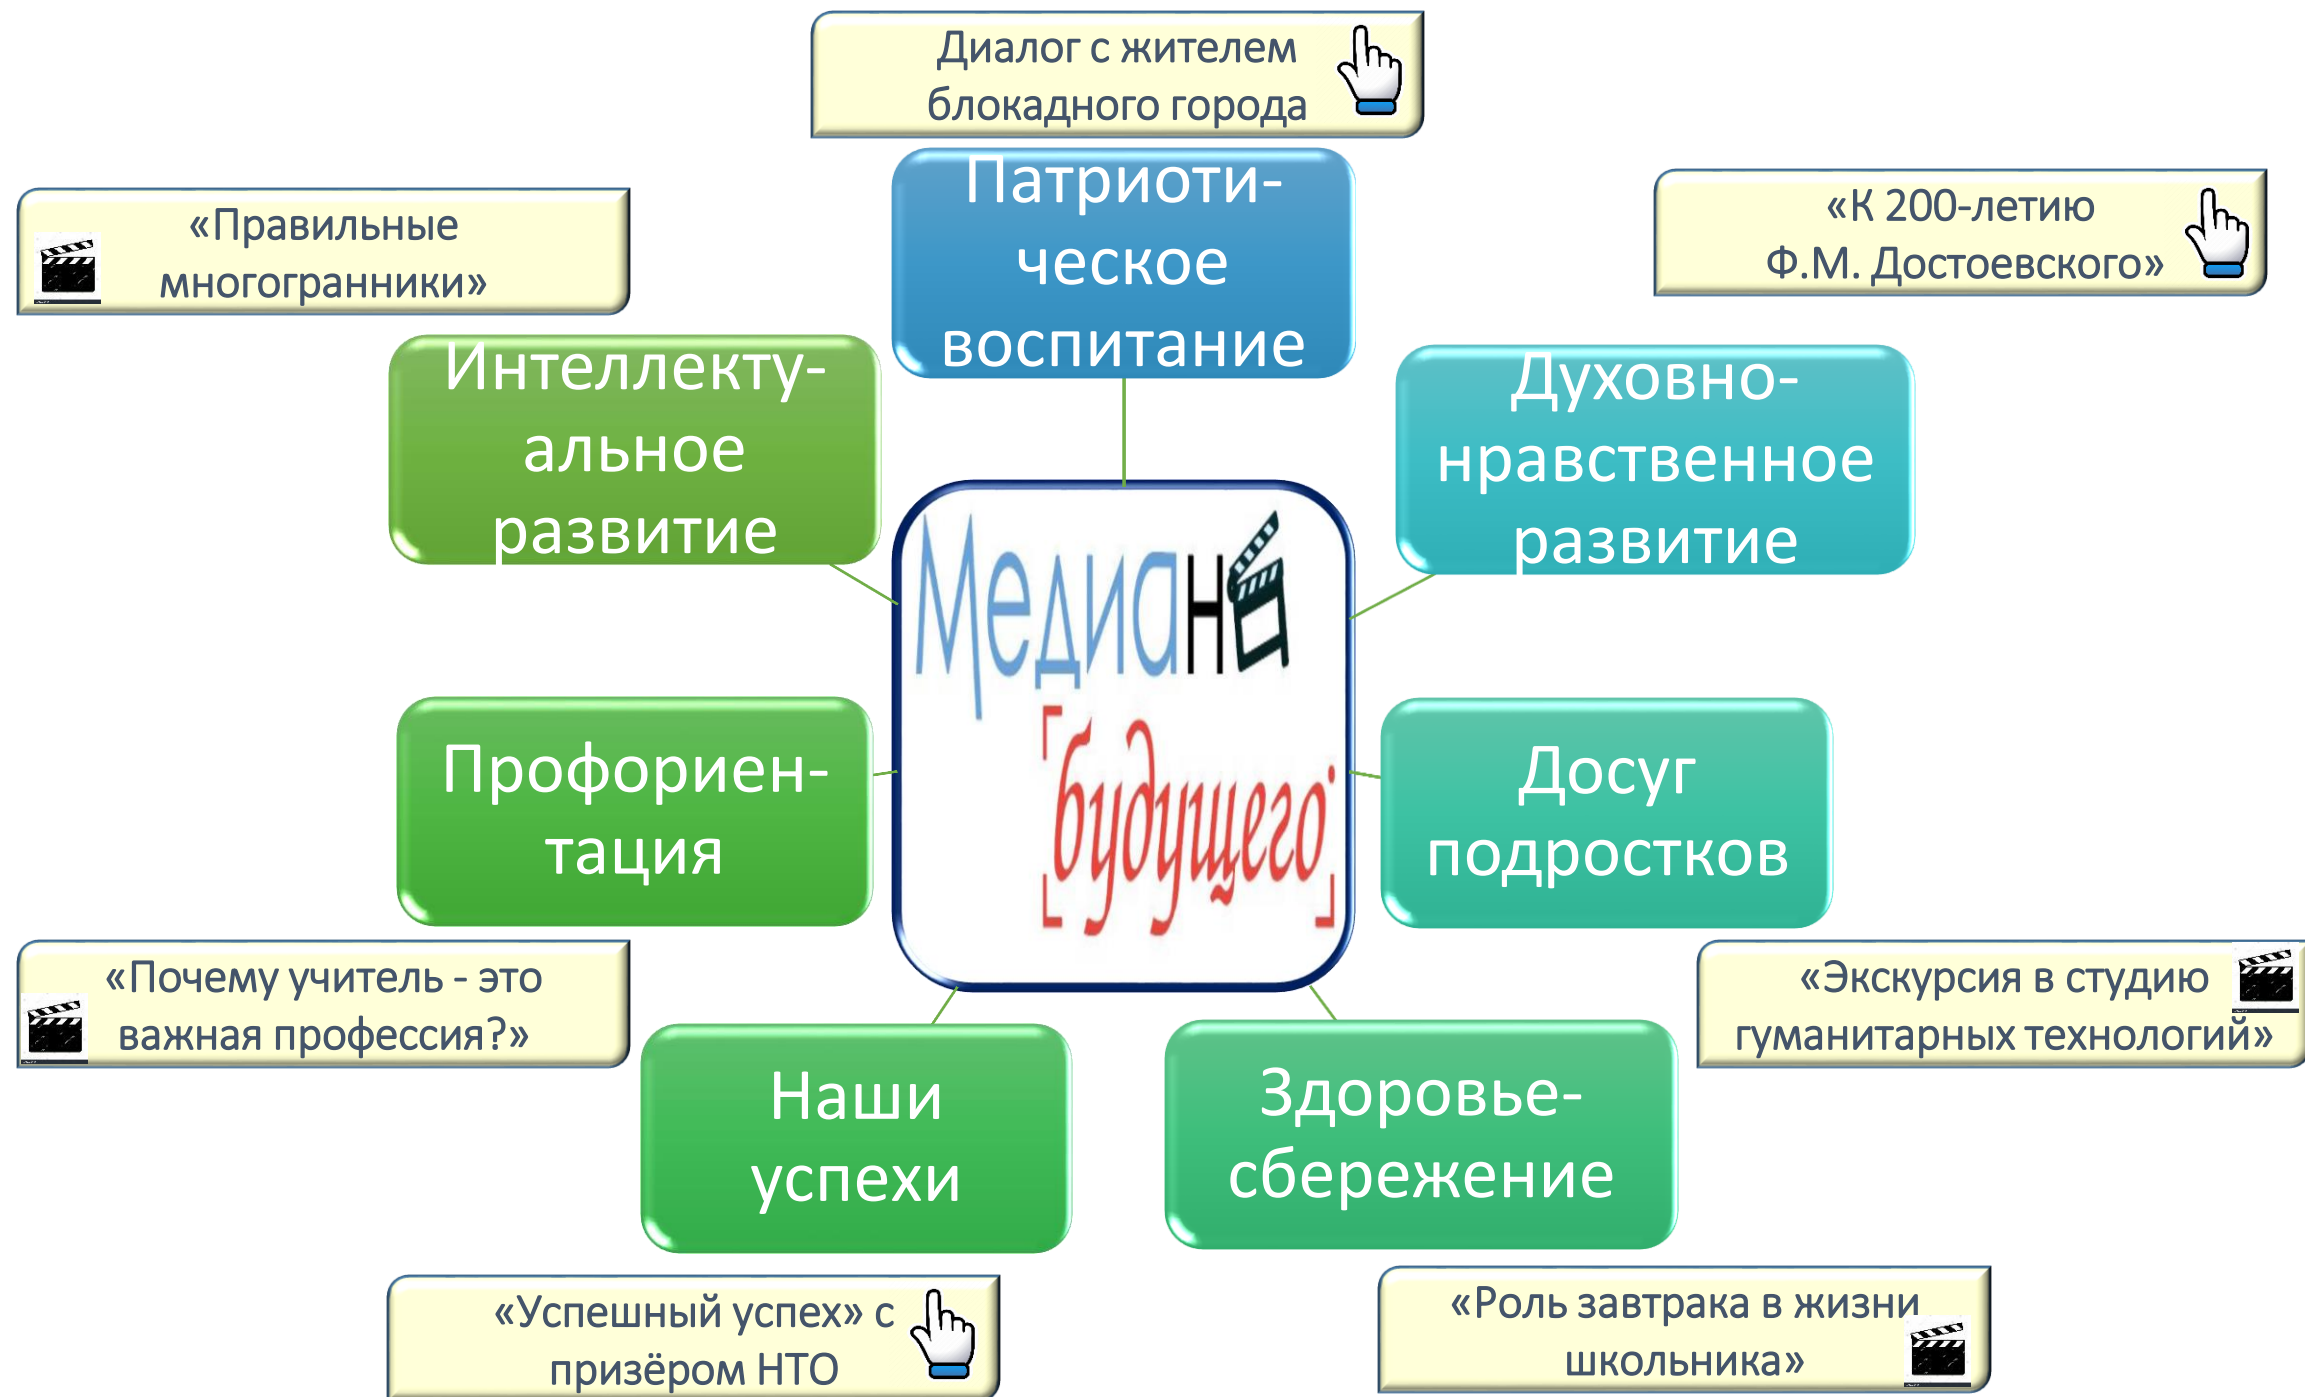 Диалог с жителем
блокадного города
Патриоти-
ческое
воспитание
«Правильные
многогранники»
«К 200-летию
Ф.М. Достоевского»
Интеллекту-
альное
развитие
Духовно-
нравственное
развитие
Медиана
будущего
Профориен-
тация
Досуг
подростков
«Почему учитель - это
важная профессия?»
«Экскурсия в студию
гуманитарных технологий»
Наши
успехи
Здоровье-
сбережение
«Успешный успех» с
призёром НТО
«Роль завтрака в жизни
школьника»